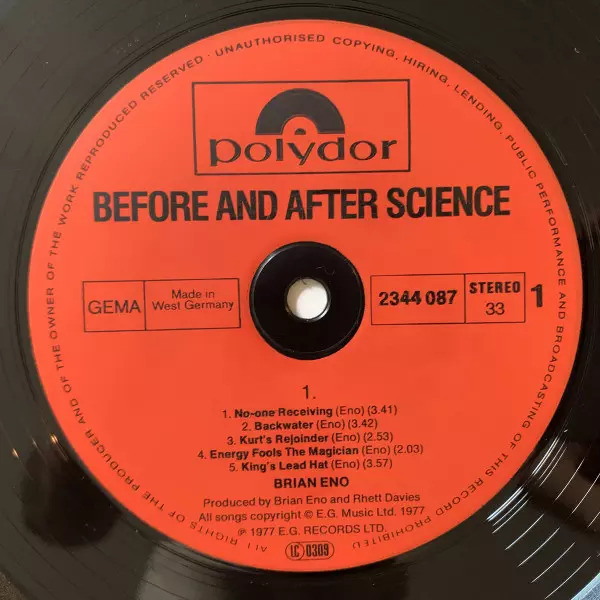 ALL RIGHTS OF THE PRODUCER AND OF THE OWNER OF THE WORK REPRODUCED RESERVED · UNAUTHORISED COPYING, HIRING, LENDING, PUBLIC PERFORMANCE AND BROADCASTING OF THIS RECORD PROHIBITED
polydor
BEFORE AND AFTER SCIENCE
GEMA
Made in
West Germany
2344 087
STEREO
33
1
1.
1. No-one Receiving (Eno) (3.41)
2. Backwater (Eno) (3.42)
3. Kurt's Rejoinder (Eno) (2.53)
4. Energy Fools The Magician (Eno) (2.03)
5. King's Lead Hat (Eno) (3.57)
BRIAN ENO
Produced by Brian Eno and Rhett Davies
All songs copyright © E.G. Music Ltd. 1977
℗ 1977 E.G. RECORDS LTD.
LC 0309